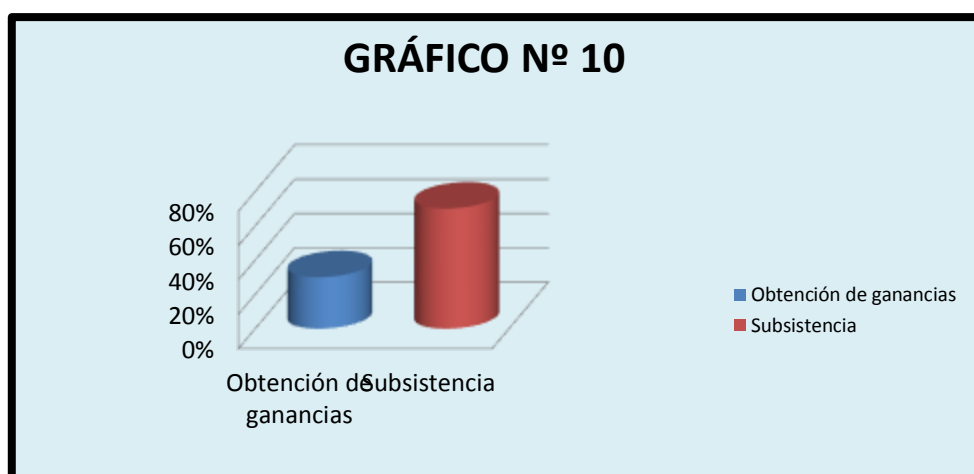 GRÁFICO Nº 10
80%
60%
40%
20%
0%
Obtención de
ganancias
Subsistencia
Obtención de ganancias
Subsistencia